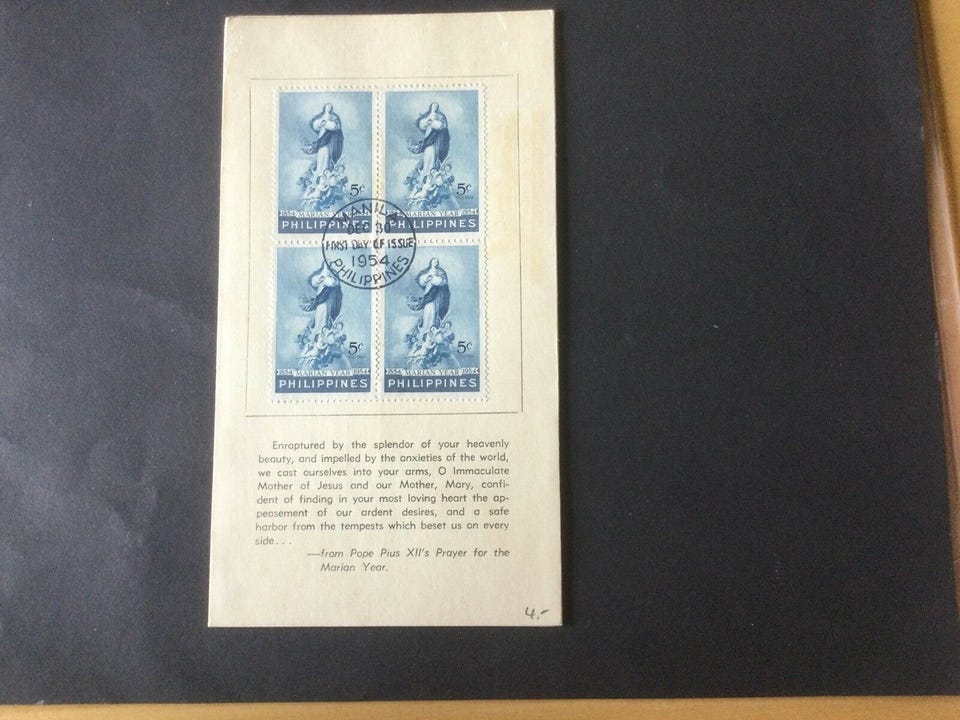 5c 5c
1854 MARIAN YEAR 1954 MARIAN YEAR 1954
PHILIPPINES PHILIPPINES
MANILA
DEC 30
FIRST DAY OF ISSUE
1954
PHILIPPINES
5c 5c
1854 MARIAN YEAR 1954 1854 MARIAN YEAR 1954
PHILIPPINES PHILIPPINES
Enraptured by the splendor of your heavenly
beauty, and impelled by the anxieties of the world,
we cast ourselves into your arms, O Immaculate
Mother of Jesus and our Mother, Mary, confi-
dent of finding in your most loving heart the ap-
peasement of our ardent desires, and a safe
harbor from the tempests which beset us on every
side...
—from Pope Pius XII's Prayer for the
Marian Year.
4.-